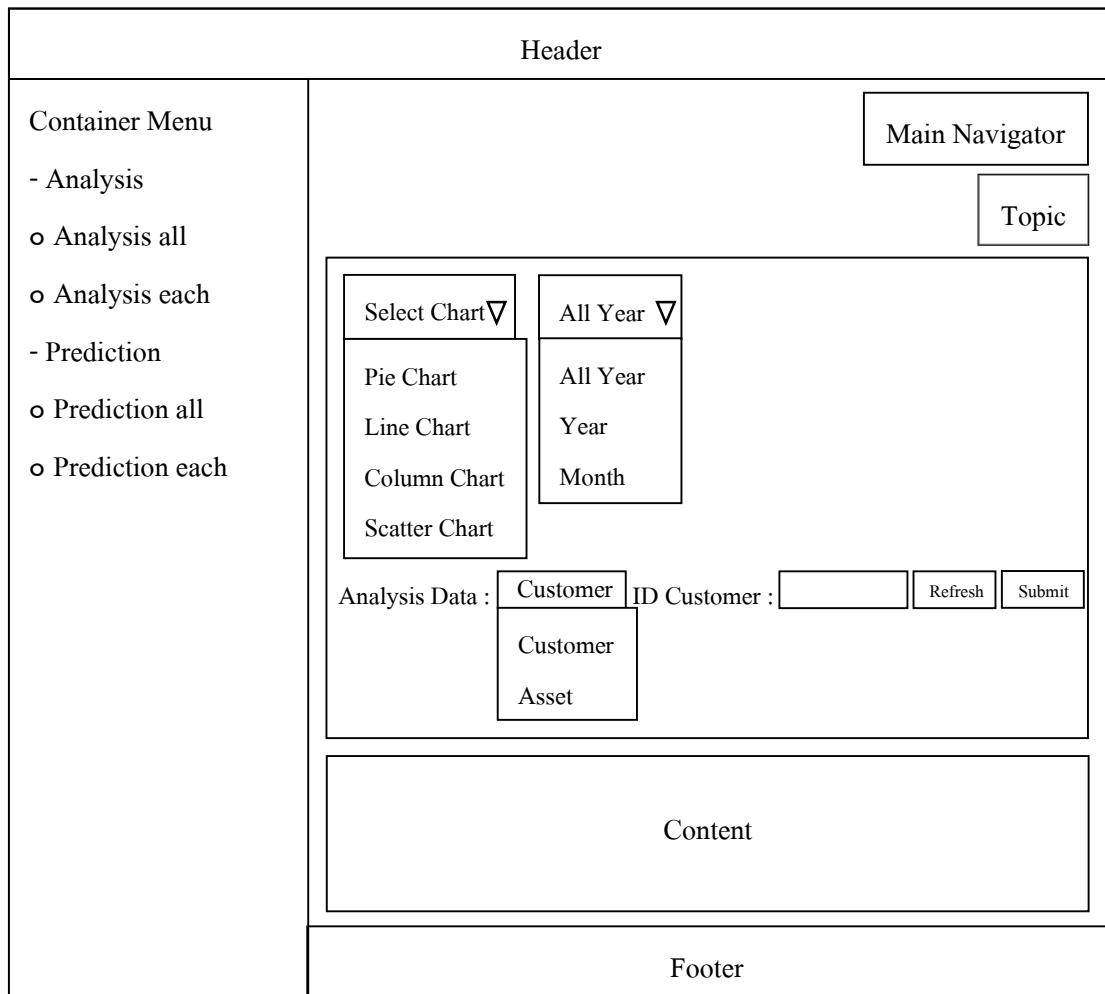 Header
Container Menu
- Analysis
o Analysis all
o Analysis each
- Prediction
o Prediction all
o Prediction each
Main Navigator
Topic
Select Chart
Pie Chart
Line Chart
Column Chart
Scatter Chart
All Year
All Year
Year
Month
Analysis Data : Customer ID Customer : Refresh Submit
Customer
Asset
Content
Footer